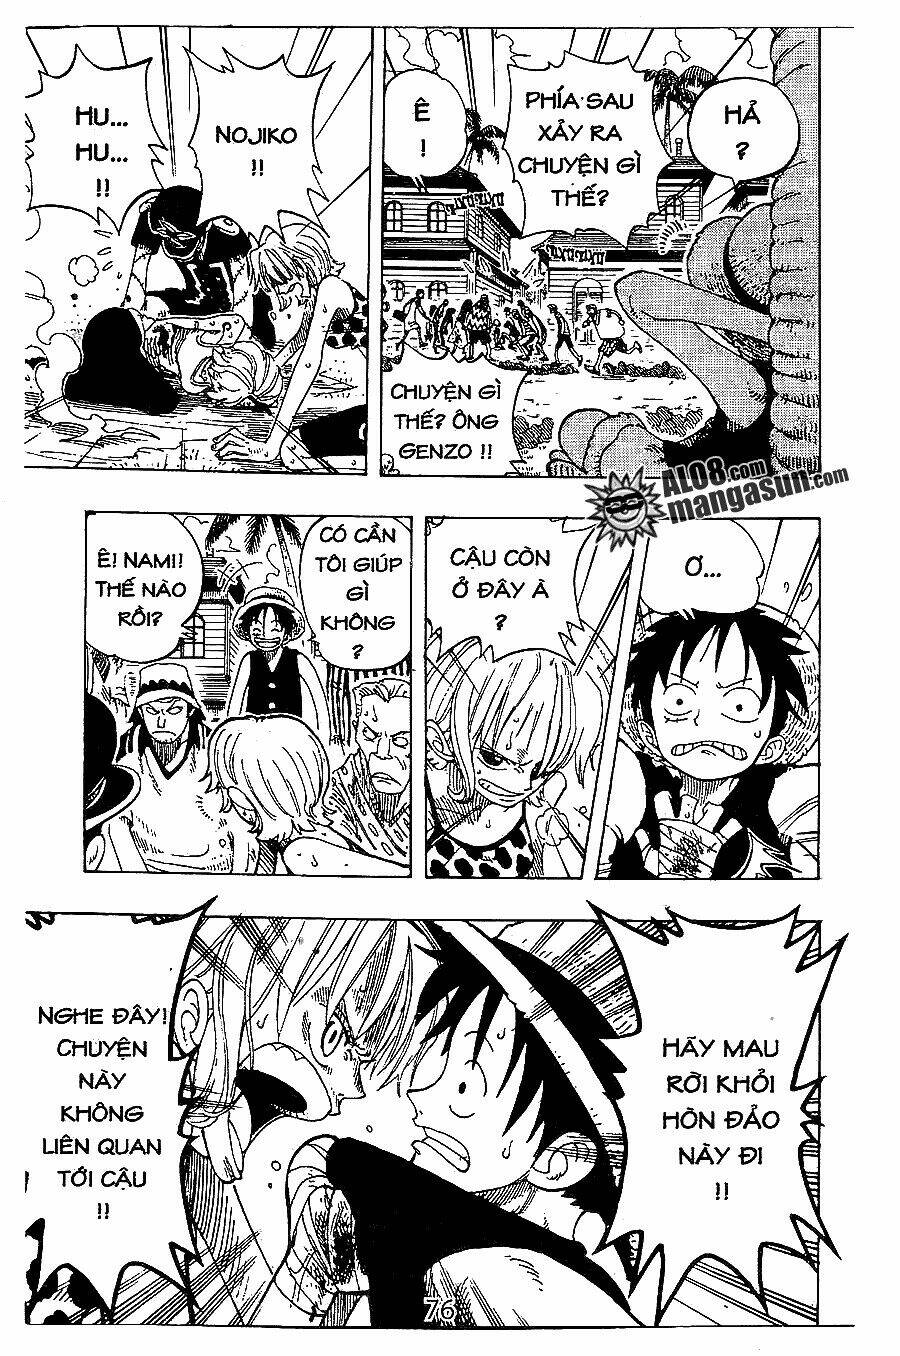 HU...
HU...
!!
NOJIKO
!!
Ê
!
PHÍA SAU
XẢY RA
CHUYỆN GÌ
THẾ?
HẢ
?
CHUYỆN GÌ
THẾ? ÔNG
GENZO !!
AL08.com
mangasun.com
Ê! NAMI!
THẾ NÀO
RỒI?
CÓ CẦN
TÔI GIÚP
GÌ
KHÔNG
?
CẬU CÒN
Ở ĐÂY À
?
Ơ...
NGHE ĐÂY!
CHUYỆN
NÀY
KHÔNG
LIÊN QUAN
TỚI CẬU
!!
HÃY MAU
RỜI KHỎI
HÒN ĐẢO
NÀY ĐI
!!
76